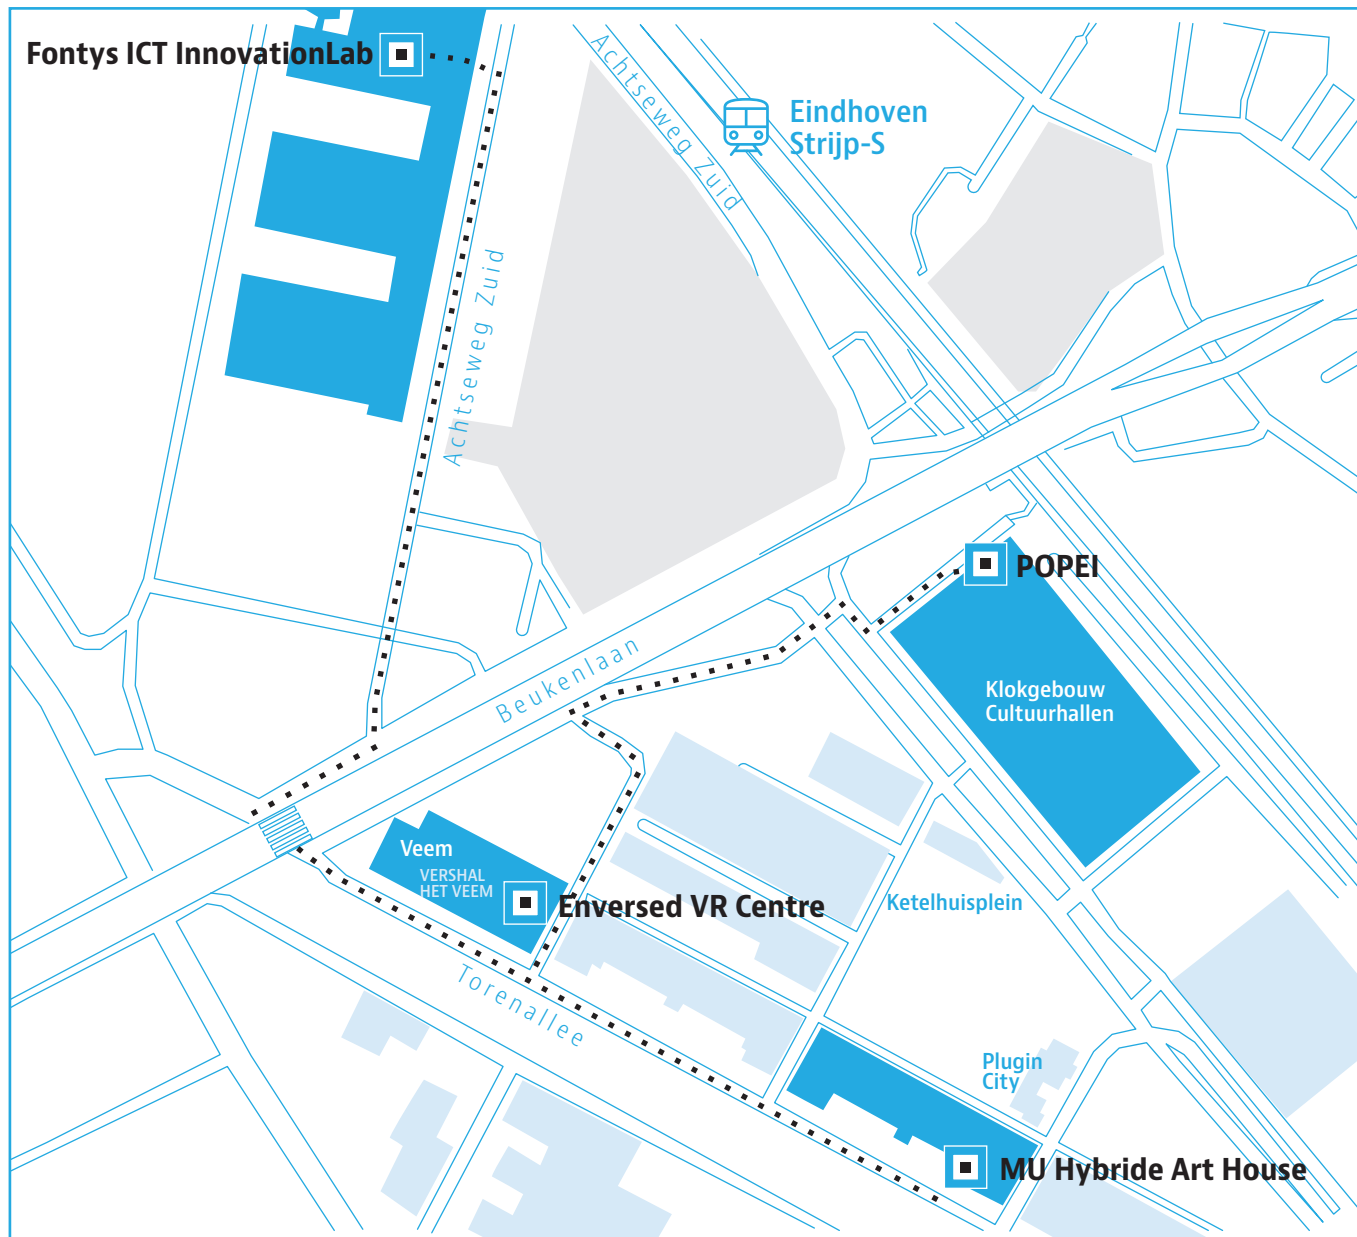 Fontys ICT InnovationLab
Achtseweg Zuid
Eindhoven
Strijp-S
Achtseweg Zuid
POPEI
Beukenlaan
Klokgebouw
Cultuurhallen
Veem
VERSHAL
HET VEEM
Enversed VR Centre
Ketelhuisplein
Torenallee
Plugin
City
MU Hybride Art House